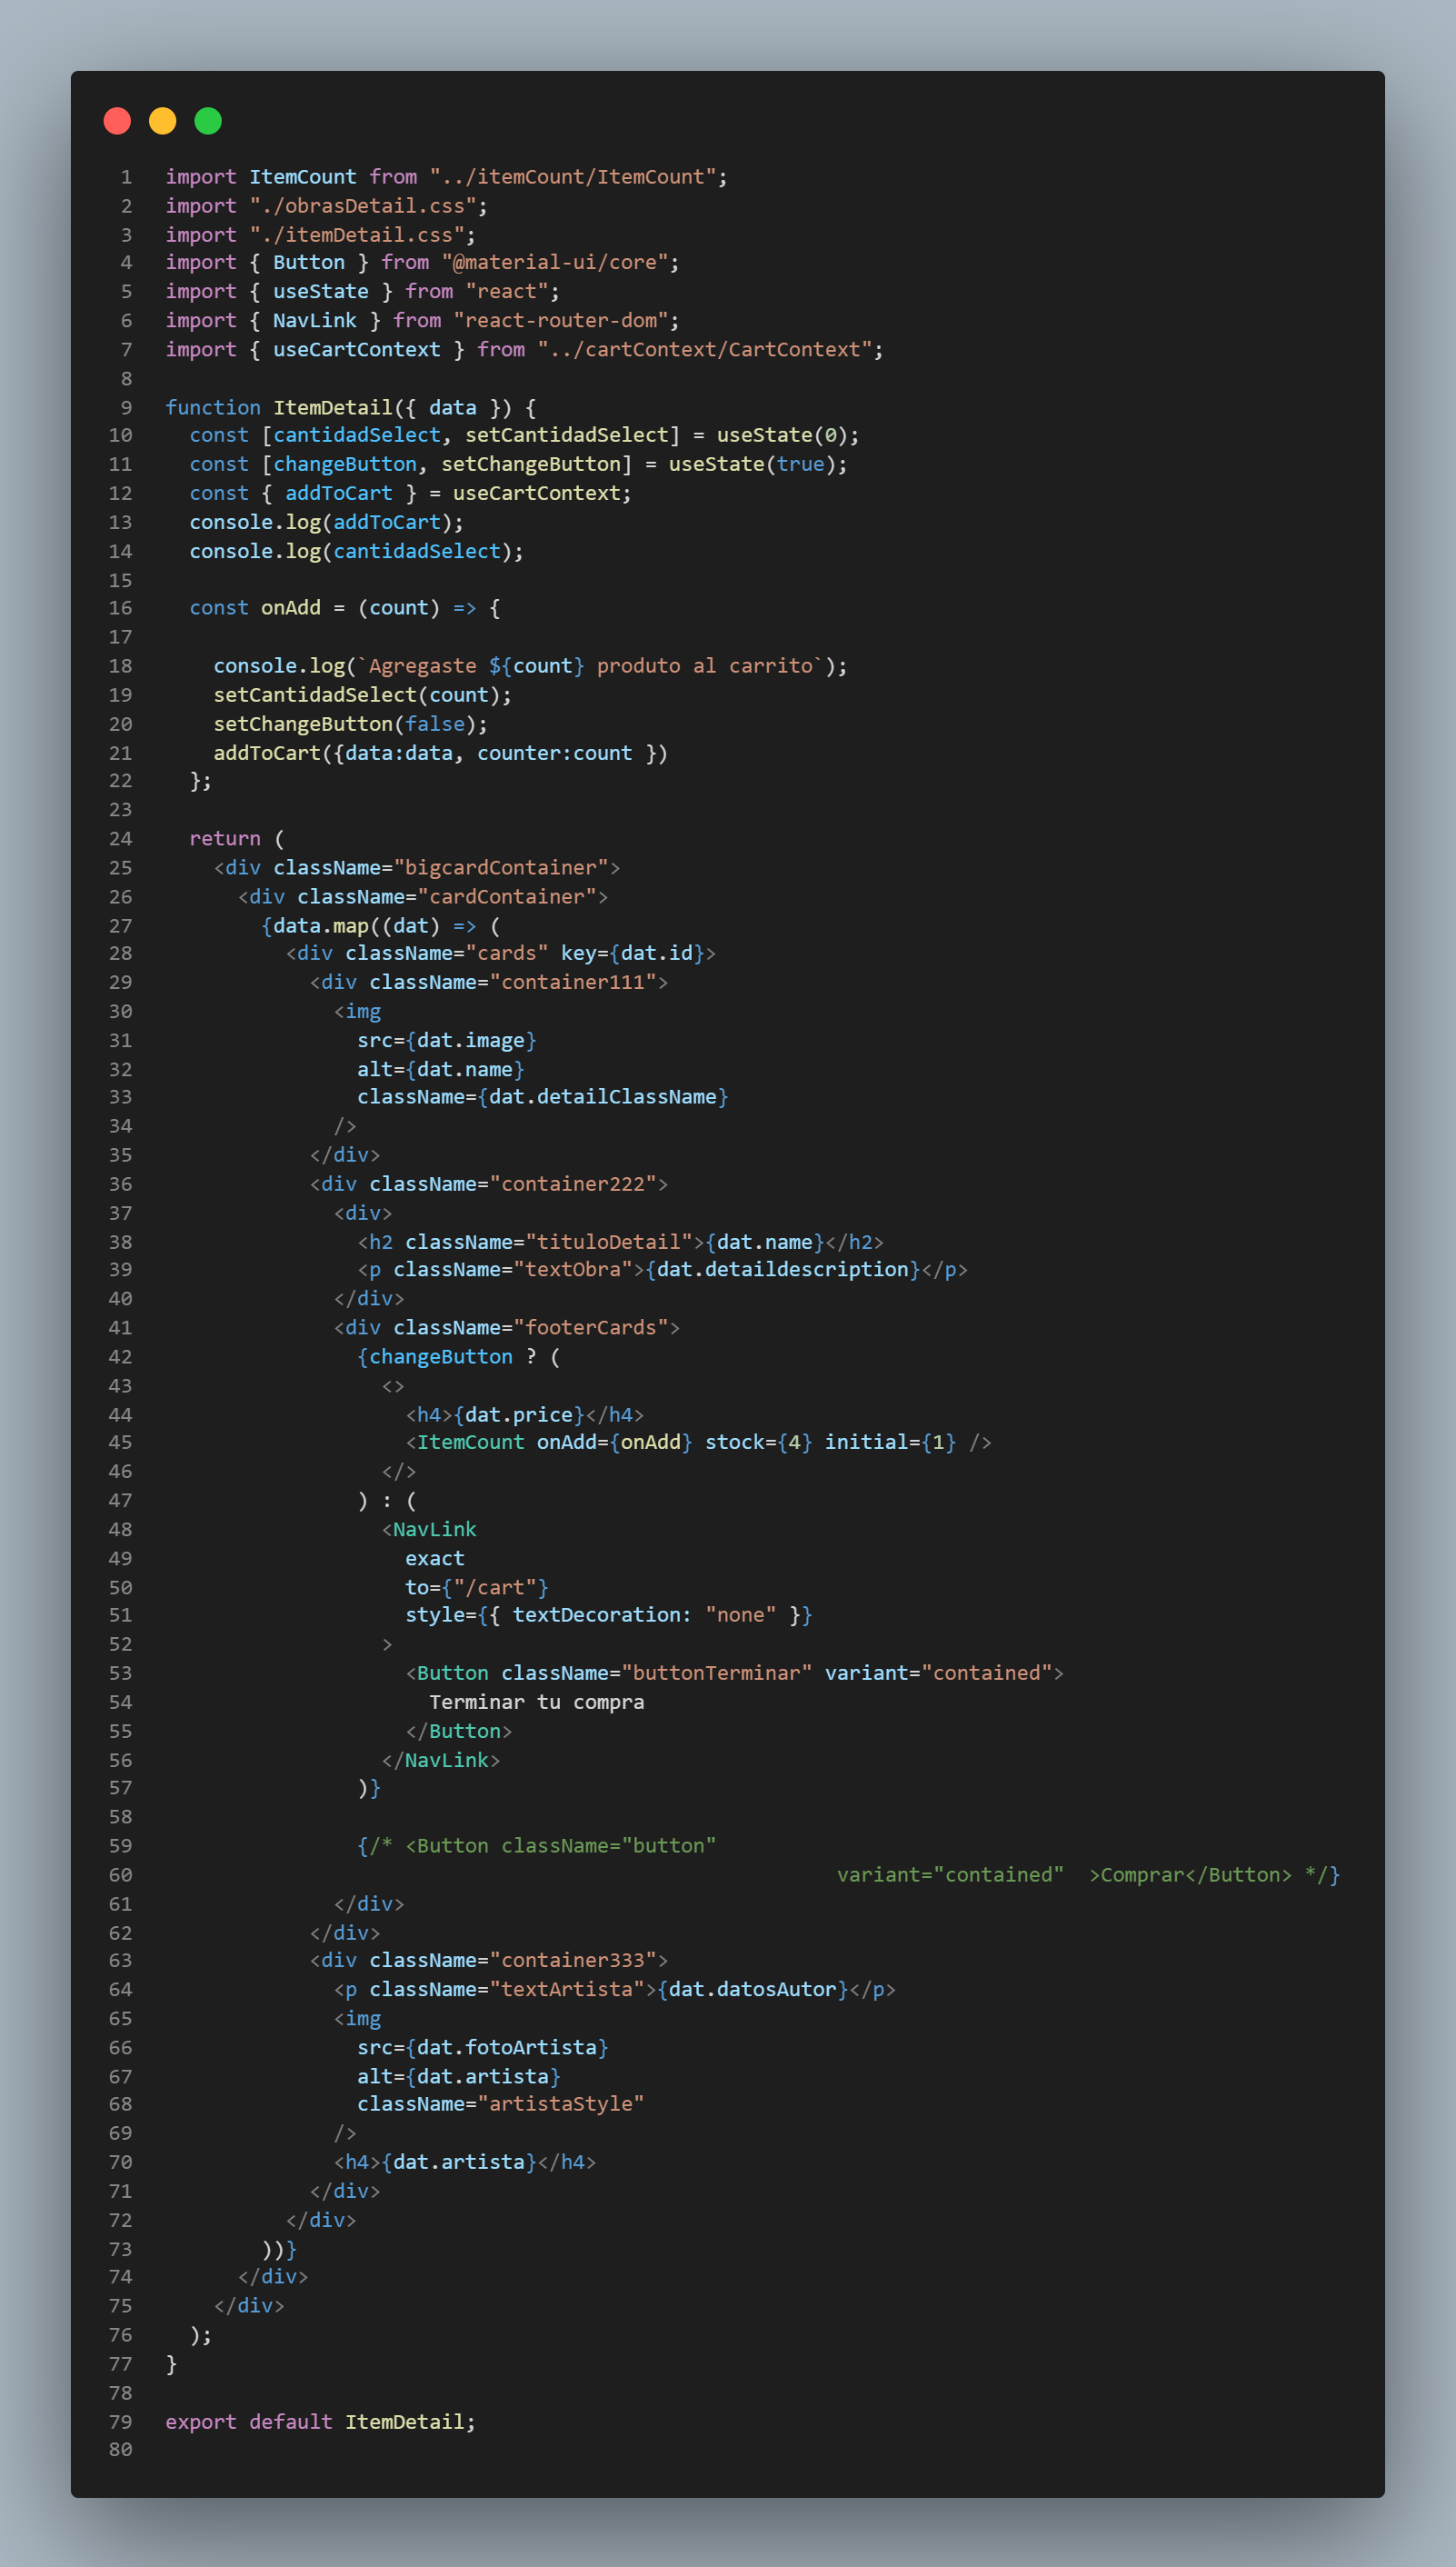 1 import ItemCount from "../itemCount/ItemCount";
2 import "./obrasDetail.css";
3 import "./itemDetail.css";
4 import { Button } from "@material-ui/core";
5 import { useState } from "react";
6 import { NavLink } from "react-router-dom";
7 import { useCartContext } from "../cartContext/CartContext";
8
9 function ItemDetail({ data }) {
10   const [cantidadSelect, setCantidadSelect] = useState(0);
11   const [changeButton, setChangeButton] = useState(true);
12   const { addToCart } = useCartContext;
13   console.log(addToCart);
14   console.log(cantidadSelect);
15
16   const onAdd = (count) => {
17
18     console.log(`Agregaste ${count} produto al carrito`);
19     setCantidadSelect(count);
20     setChangeButton(false);
21     addToCart({data:data, counter:count })
22   };
23
24   return (
25     <div className="bigcardContainer">
26       <div className="cardContainer">
27         {data.map((dat) => (
28           <div className="cards" key={dat.id}>
29             <div className="container111">
30               <img
31                 src={dat.image}
32                 alt={dat.name}
33                 className={dat.detailClassName}
34               />
35             </div>
36             <div className="container222">
37               <div>
38                 <h2 className="tituloDetail">{dat.name}</h2>
39                 <p className="textObra">{dat.detaildescription}</p>
40               </div>
41               <div className="footerCards">
42                 {changeButton ? (
43                   <>
44                     <h4>{dat.price}</h4>
45                     <ItemCount onAdd={onAdd} stock={4} initial={1} />
46                   </>
47                 ) : (
48                   <NavLink
49                     exact
50                     to={"/cart"}
51                     style={{ textDecoration: "none" }}
52                   >
53                     <Button className="buttonTerminar" variant="contained">
54                       Terminar tu compra
55                     </Button>
56                   </NavLink>
57                 )}
58
59                 {/* <Button className="button"
60                                                         variant="contained"  >Comprar</Button> */}
61               </div>
62             </div>
63             <div className="container333">
64               <p className="textArtista">{dat.datosAutor}</p>
65               <img
66                 src={dat.fotoArtista}
67                 alt={dat.artista}
68                 className="artistaStyle"
69               />
70               <h4>{dat.artista}</h4>
71             </div>
72           </div>
73         ))}
74       </div>
75     </div>
76   );
77 }
78
79 export default ItemDetail;
80